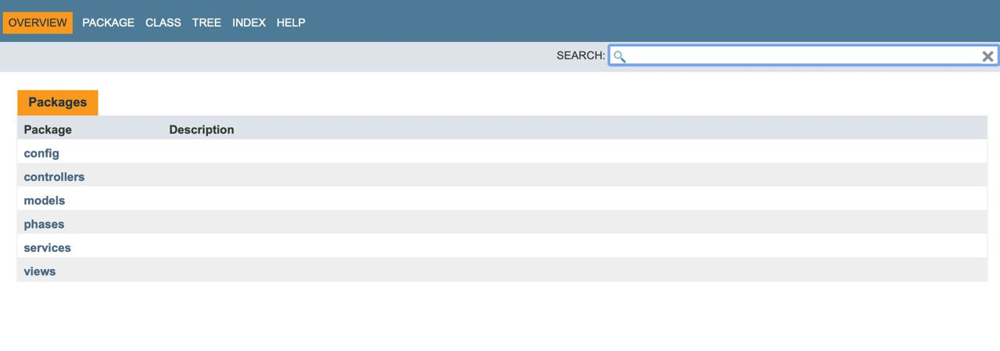 OVERVIEW PACKAGE CLASS TREE INDEX HELP
SEARCH:
Packages
Package Description
config
controllers
models
phases
services
views